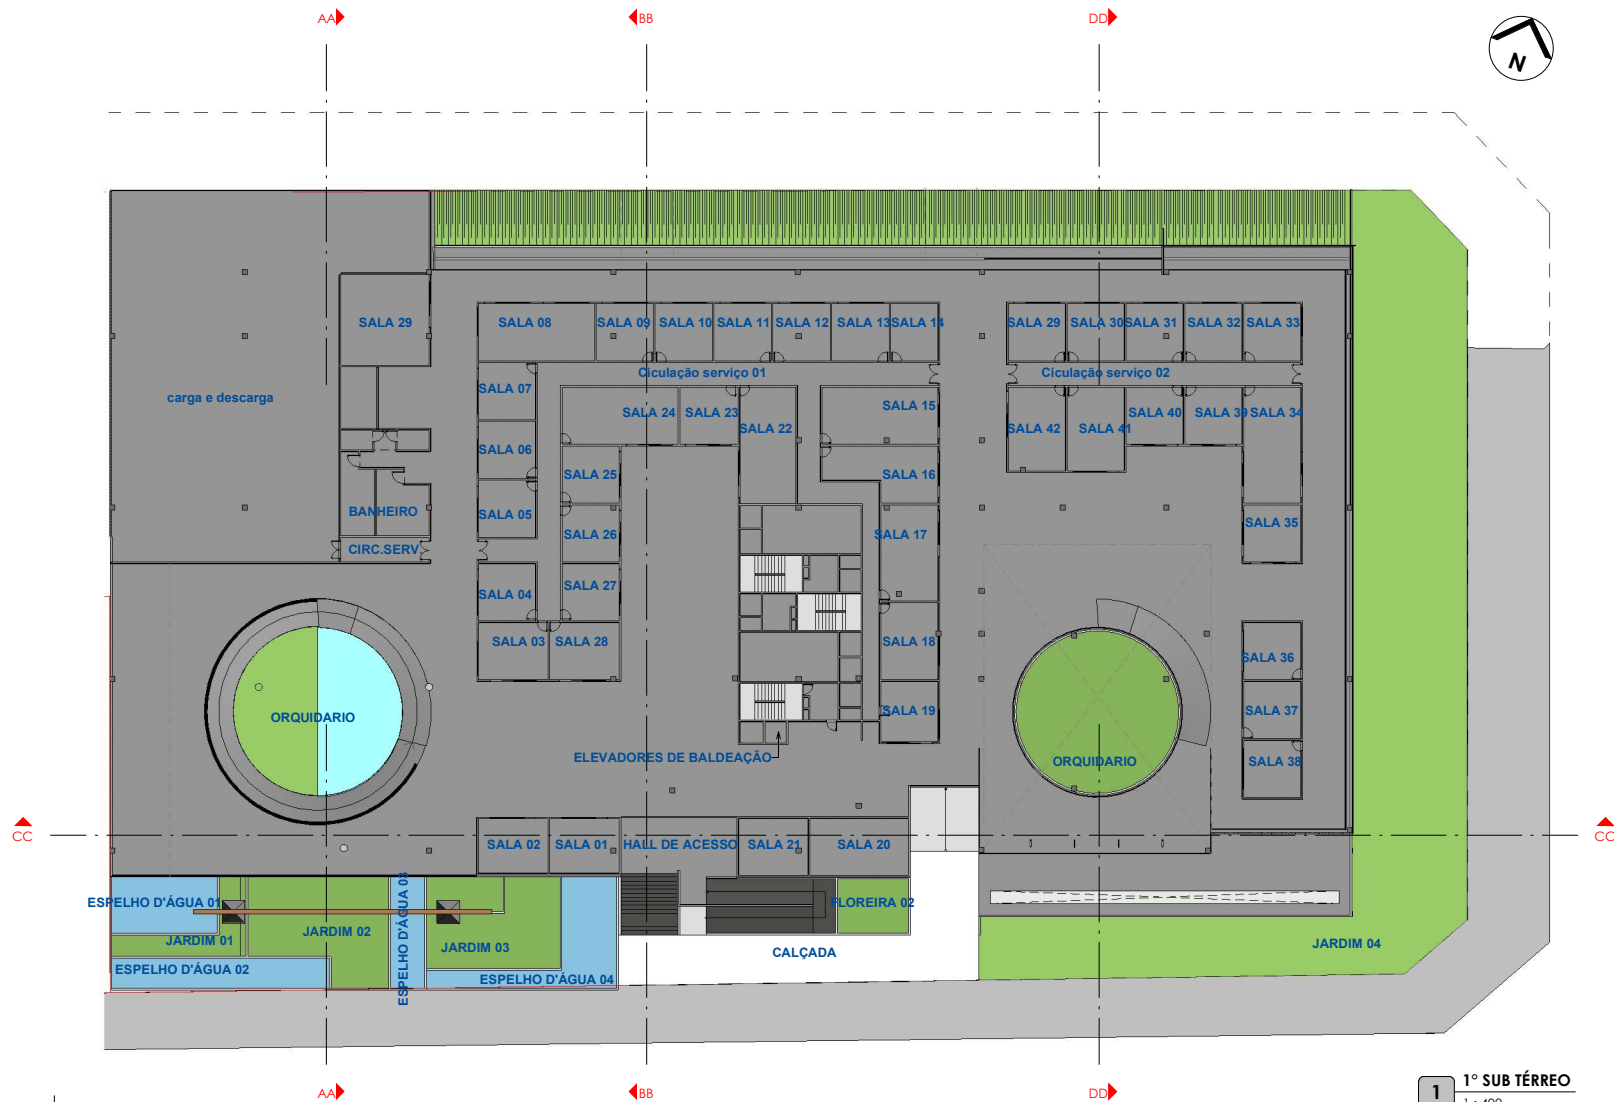 AA
BB
DD
N
SALA 29
SALA 08
SALA 09
SALA 10
SALA 11
SALA 12
SALA 13
SALA 14
SALA 29
SALA 30
SALA 31
SALA 32
SALA 33
Ciculação serviço 01
Ciculação serviço 02
carga e descarga
SALA 07
SALA 24
SALA 23
SALA 22
SALA 15
SALA 42
SALA 41
SALA 40
SALA 39
SALA 34
SALA 06
SALA 25
SALA 16
BANHEIRO
SALA 05
SALA 26
SALA 17
SALA 35
CIRC.SERV
SALA 04
SALA 27
SALA 03
SALA 28
SALA 18
SALA 36
ORQUIDARIO
SALA 19
SALA 37
ELEVADORES DE BALDEAÇÃO
ORQUIDARIO
SALA 38
CC
CC
SALA 02
SALA 01
HALL DE ACESSO
SALA 21
SALA 20
ESPELHO D'ÁGUA 01
ESPELHO D'ÁGUA 03
FLOREIRA 02
JARDIM 01
JARDIM 02
JARDIM 03
CALÇADA
JARDIM 04
ESPELHO D'ÁGUA 02
ESPELHO D'ÁGUA 04
AA
BB
DD
1
1° SUB TÉRREO